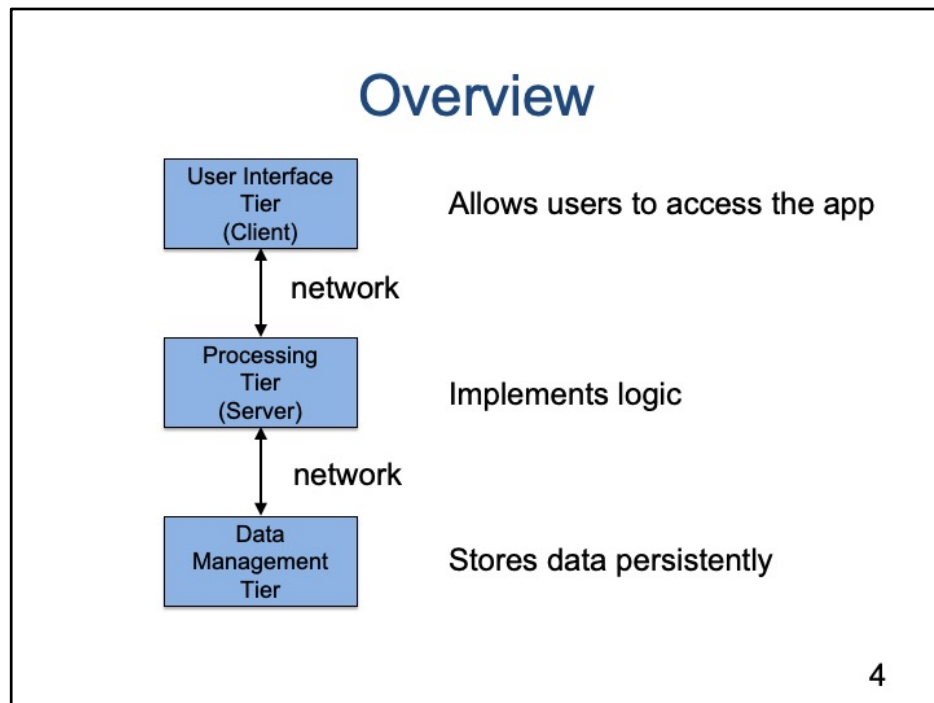 Overview
User Interface
Tier
(Client)
Allows users to access the app
network
Processing
Tier
(Server)
Implements logic
network
Data
Management
Tier
Stores data persistently
4